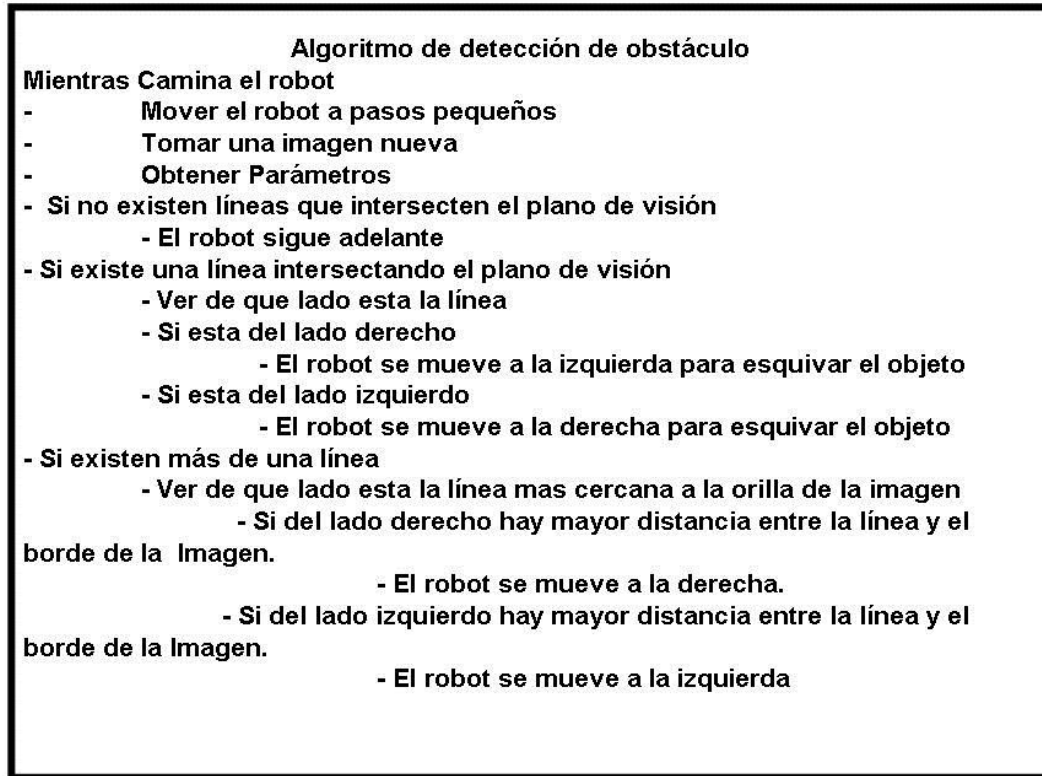 Algoritmo de detección de obstáculo
Mientras Camina el robot
- Mover el robot a pasos pequeños
- Tomar una imagen nueva
- Obtener Parámetros
- Si no existen líneas que intersecten el plano de visión
- El robot sigue adelante
- Si existe una línea intersectando el plano de visión
- Ver de que lado esta la línea
- Si esta del lado derecho
- El robot se mueve a la izquierda para esquivar el objeto
- Si esta del lado izquierdo
- El robot se mueve a la derecha para esquivar el objeto
- Si existen más de una línea
- Ver de que lado esta la línea mas cercana a la orilla de la imagen
- Si del lado derecho hay mayor distancia entre la línea y el
borde de la Imagen.
- El robot se mueve a la derecha.
- Si del lado izquierdo hay mayor distancia entre la línea y el
borde de la Imagen.
- El robot se mueve a la izquierda